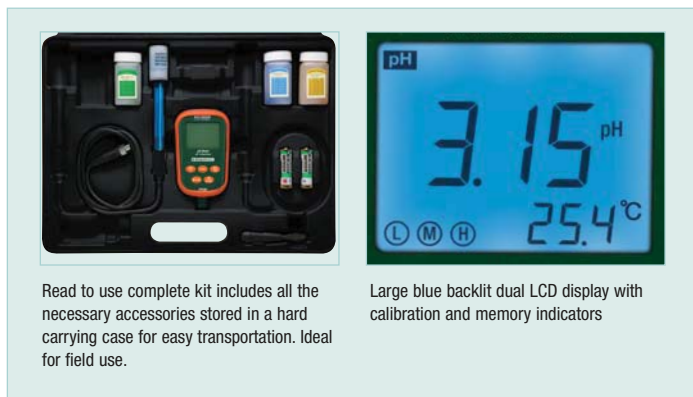 pH
3.15 pH
25.4°C
L M H
Read to use complete kit includes all the
necessary accessories stored in a hard
carrying case for easy transportation. Ideal
for field use.
Large blue backlit dual LCD display with
calibration and memory indicators